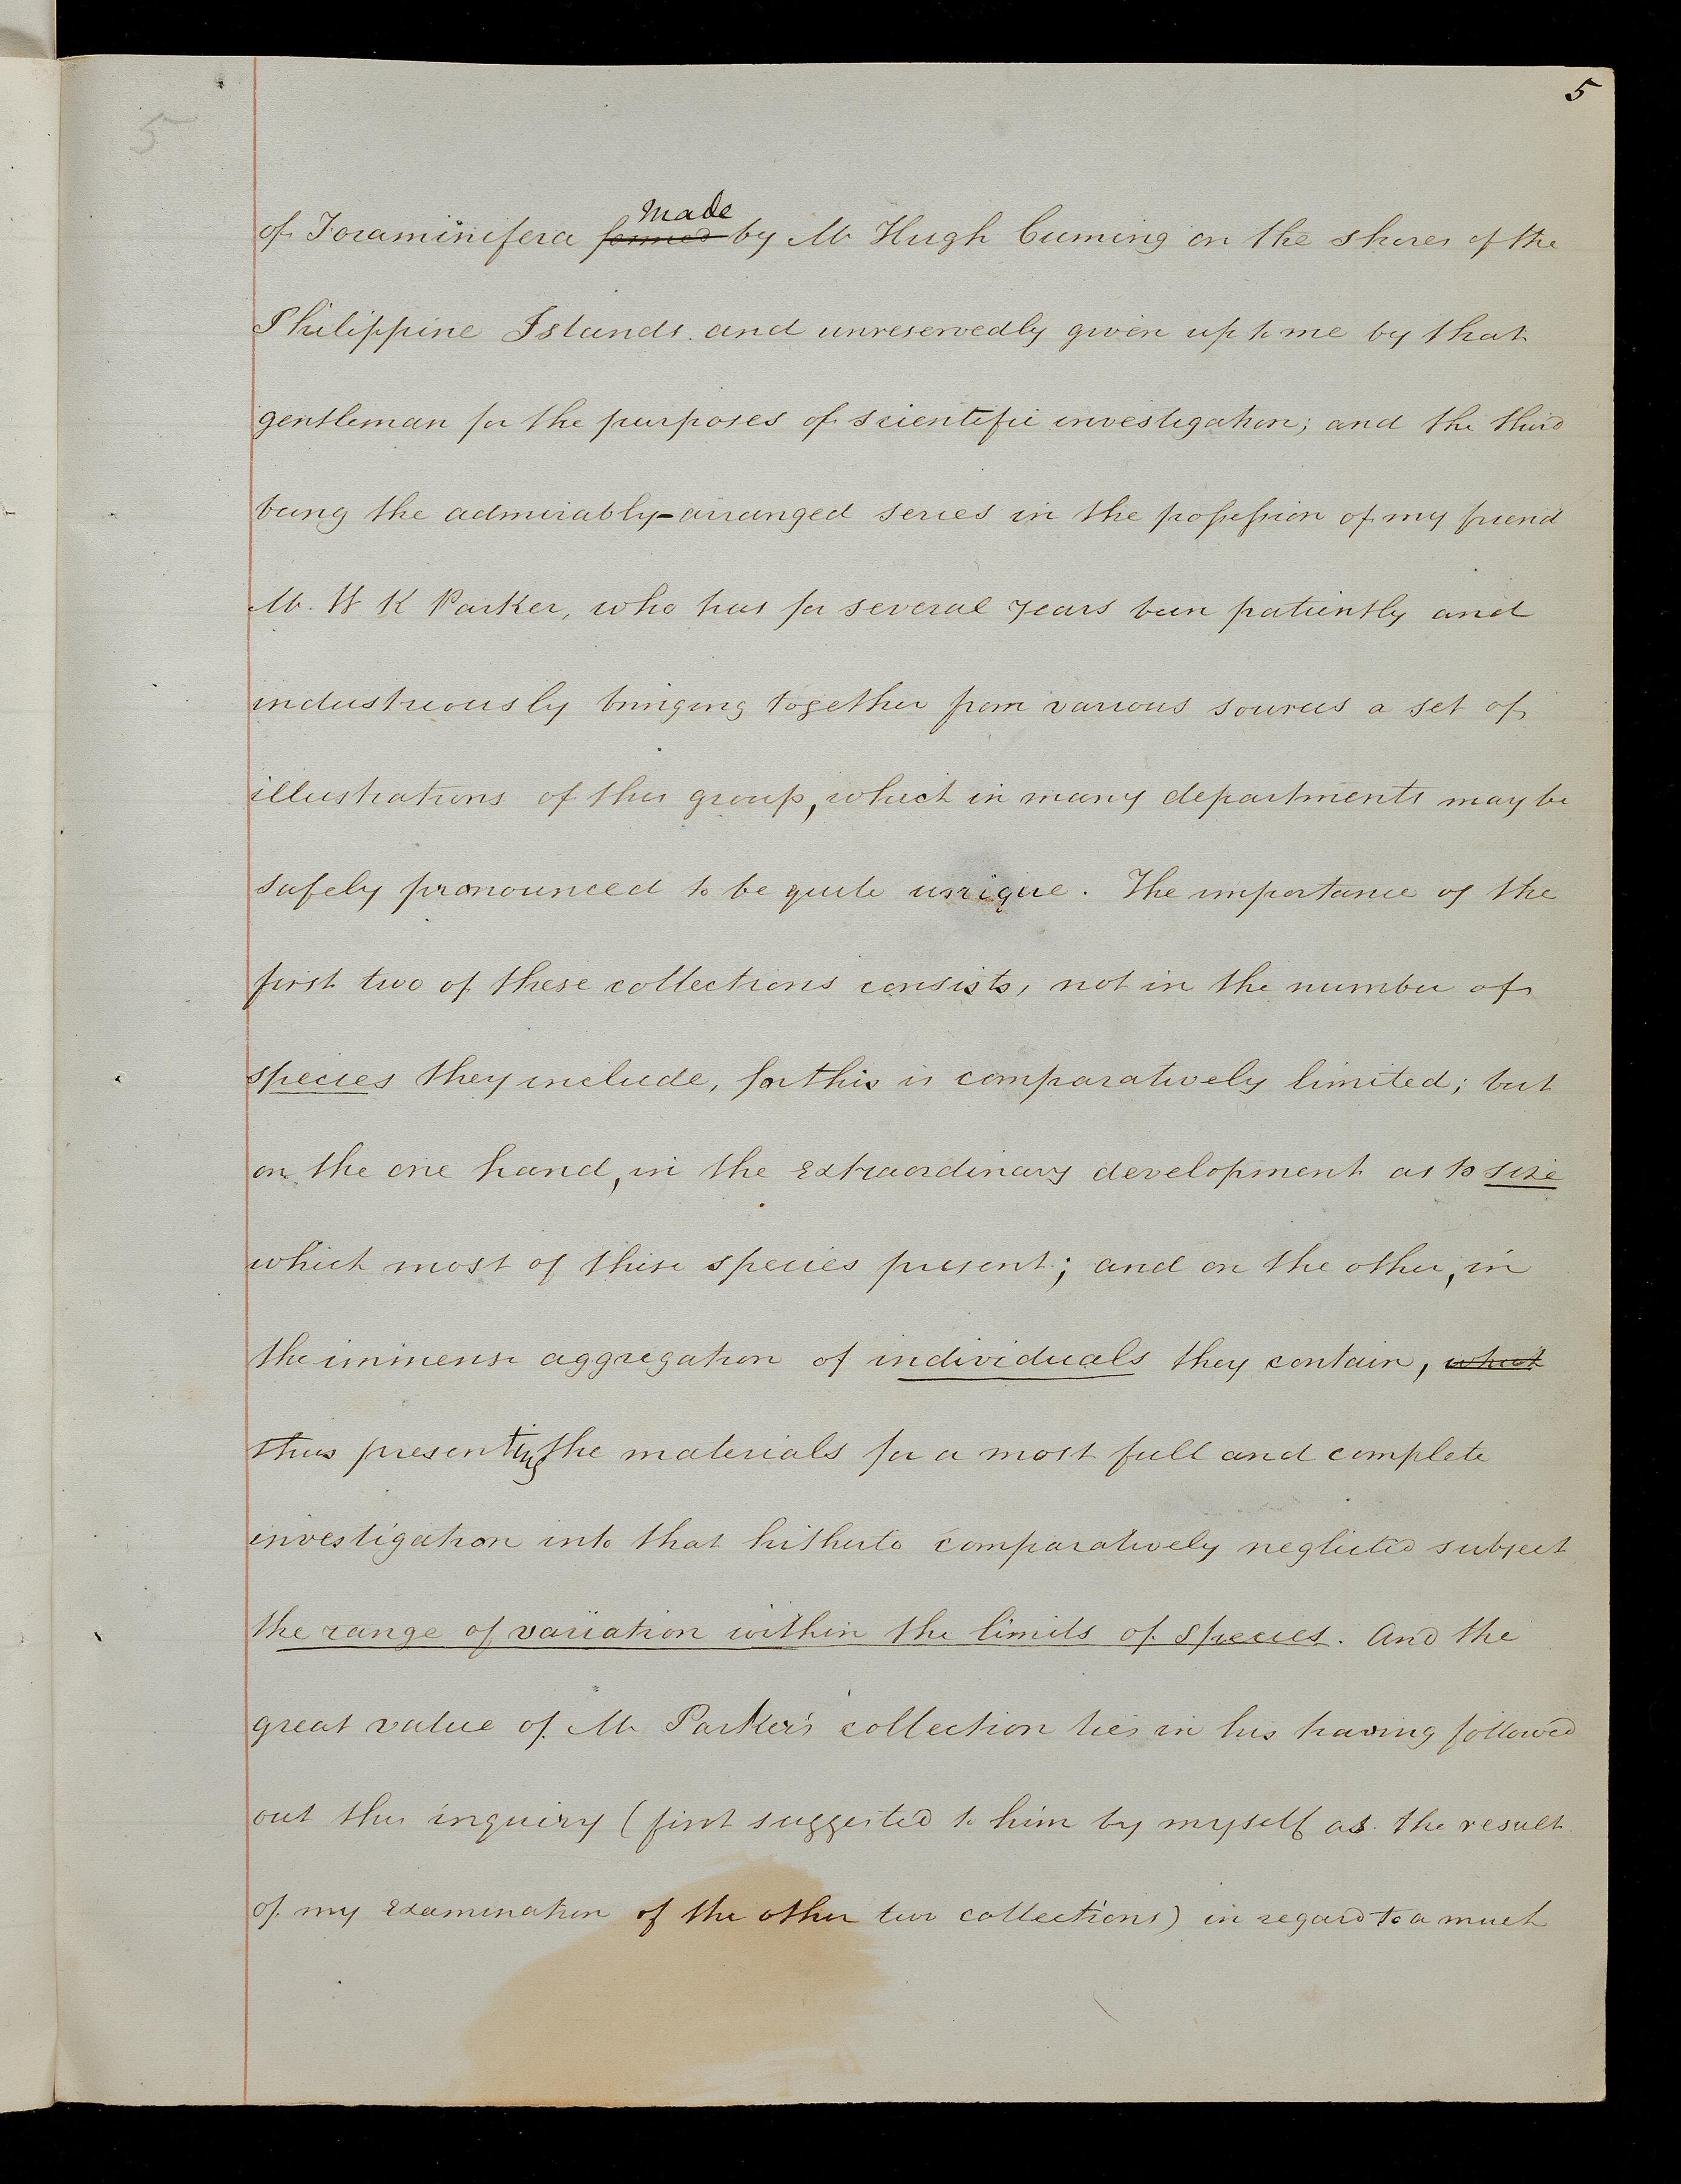 5
5
made
of Foraminifera formed by Mr Hugh Cuming on the shores of the
Philippine Islands and unreservedly given up to me by that
gentleman for the purposes of scientific investigation; and the third
being the admirably-arranged series in the possession of my friend
Mr. W K Parker, who has for several years been patiently and
industriously bringing together from various sources a set of
illustrations of this group, which in many departments may be
safely pronounced to be quite unique. The importance of the
first two of these collections consists, not in the number of
species they include, for this is comparatively limited; but
on the one hand, in the extraordinary development as to size
which most of these species present; and on the other, in
the immense aggregation of individuals they contain, which
thus presenting the materials for a most full and complete
investigation into that hitherto comparatively neglected subject
the range of variation within the limits of species. And the
great value of Mr Parker's collection lies in his having followed
out this inquiry (first suggested to him by myself as the result
of my examination of the other two collections) in regard to a much